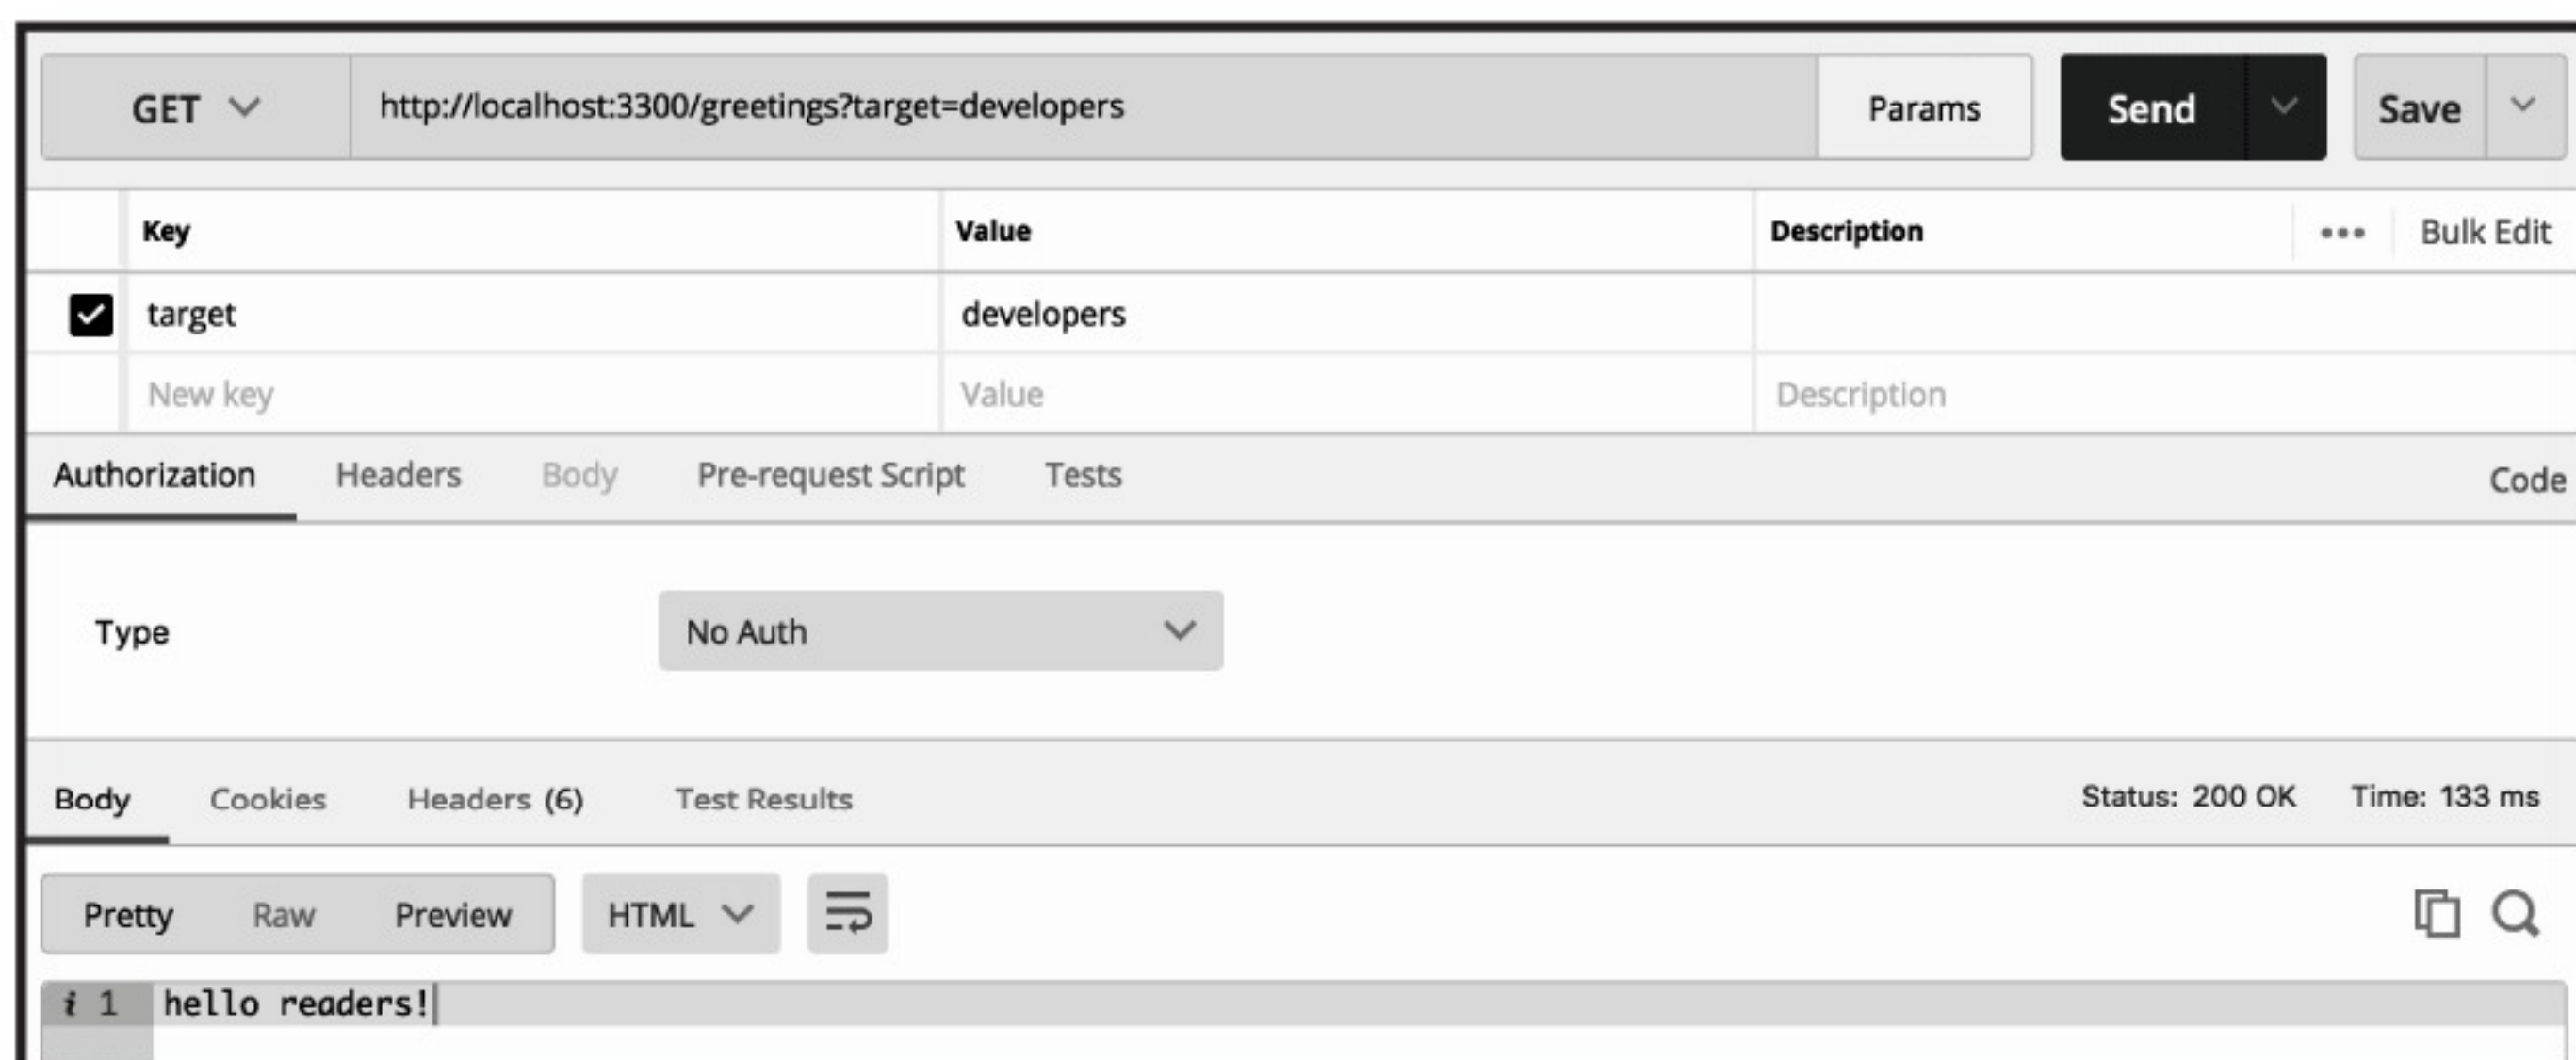 GET http://localhost:3300/greetings?target=developers Params Send Save
Key Value Description ••• Bulk Edit
target developers
New key Value Description
Authorization Headers Body Pre-request Script Tests Code
Type No Auth
Body Cookies Headers (6) Test Results Status: 200 OK Time: 133 ms
Pretty Raw Preview HTML
i 1 hello readers!